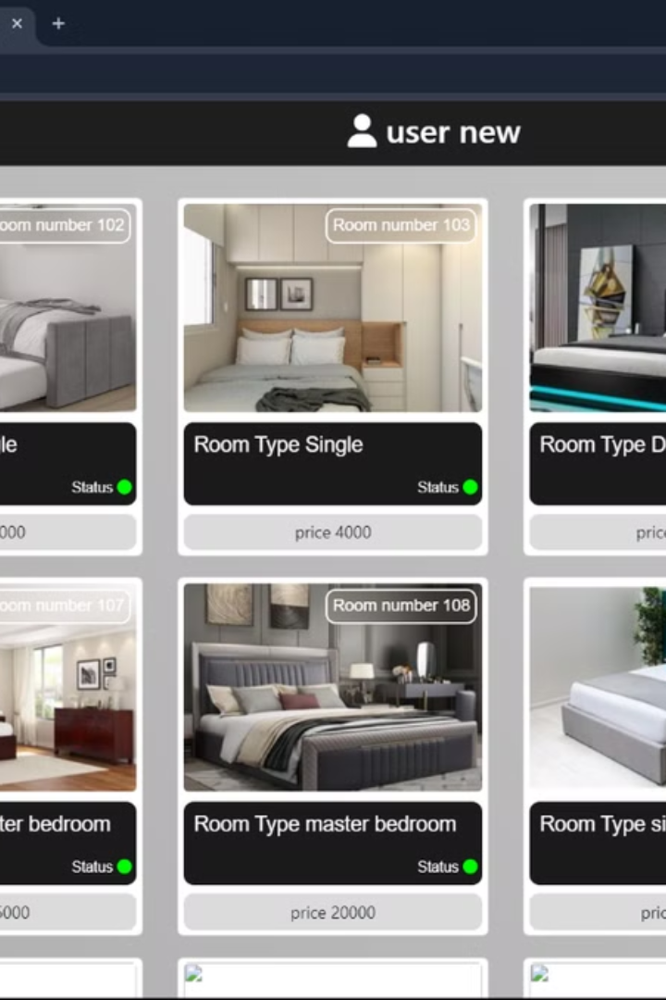 user new
oom number 102
Room number 103
le
Room Type Single
Room Type D
Status
Status
000
price 4000
price
oom number 107
Room number 108
ter bedroom
Room Type master bedroom
Room Type si
Status
Status
5000
price 20000
pric